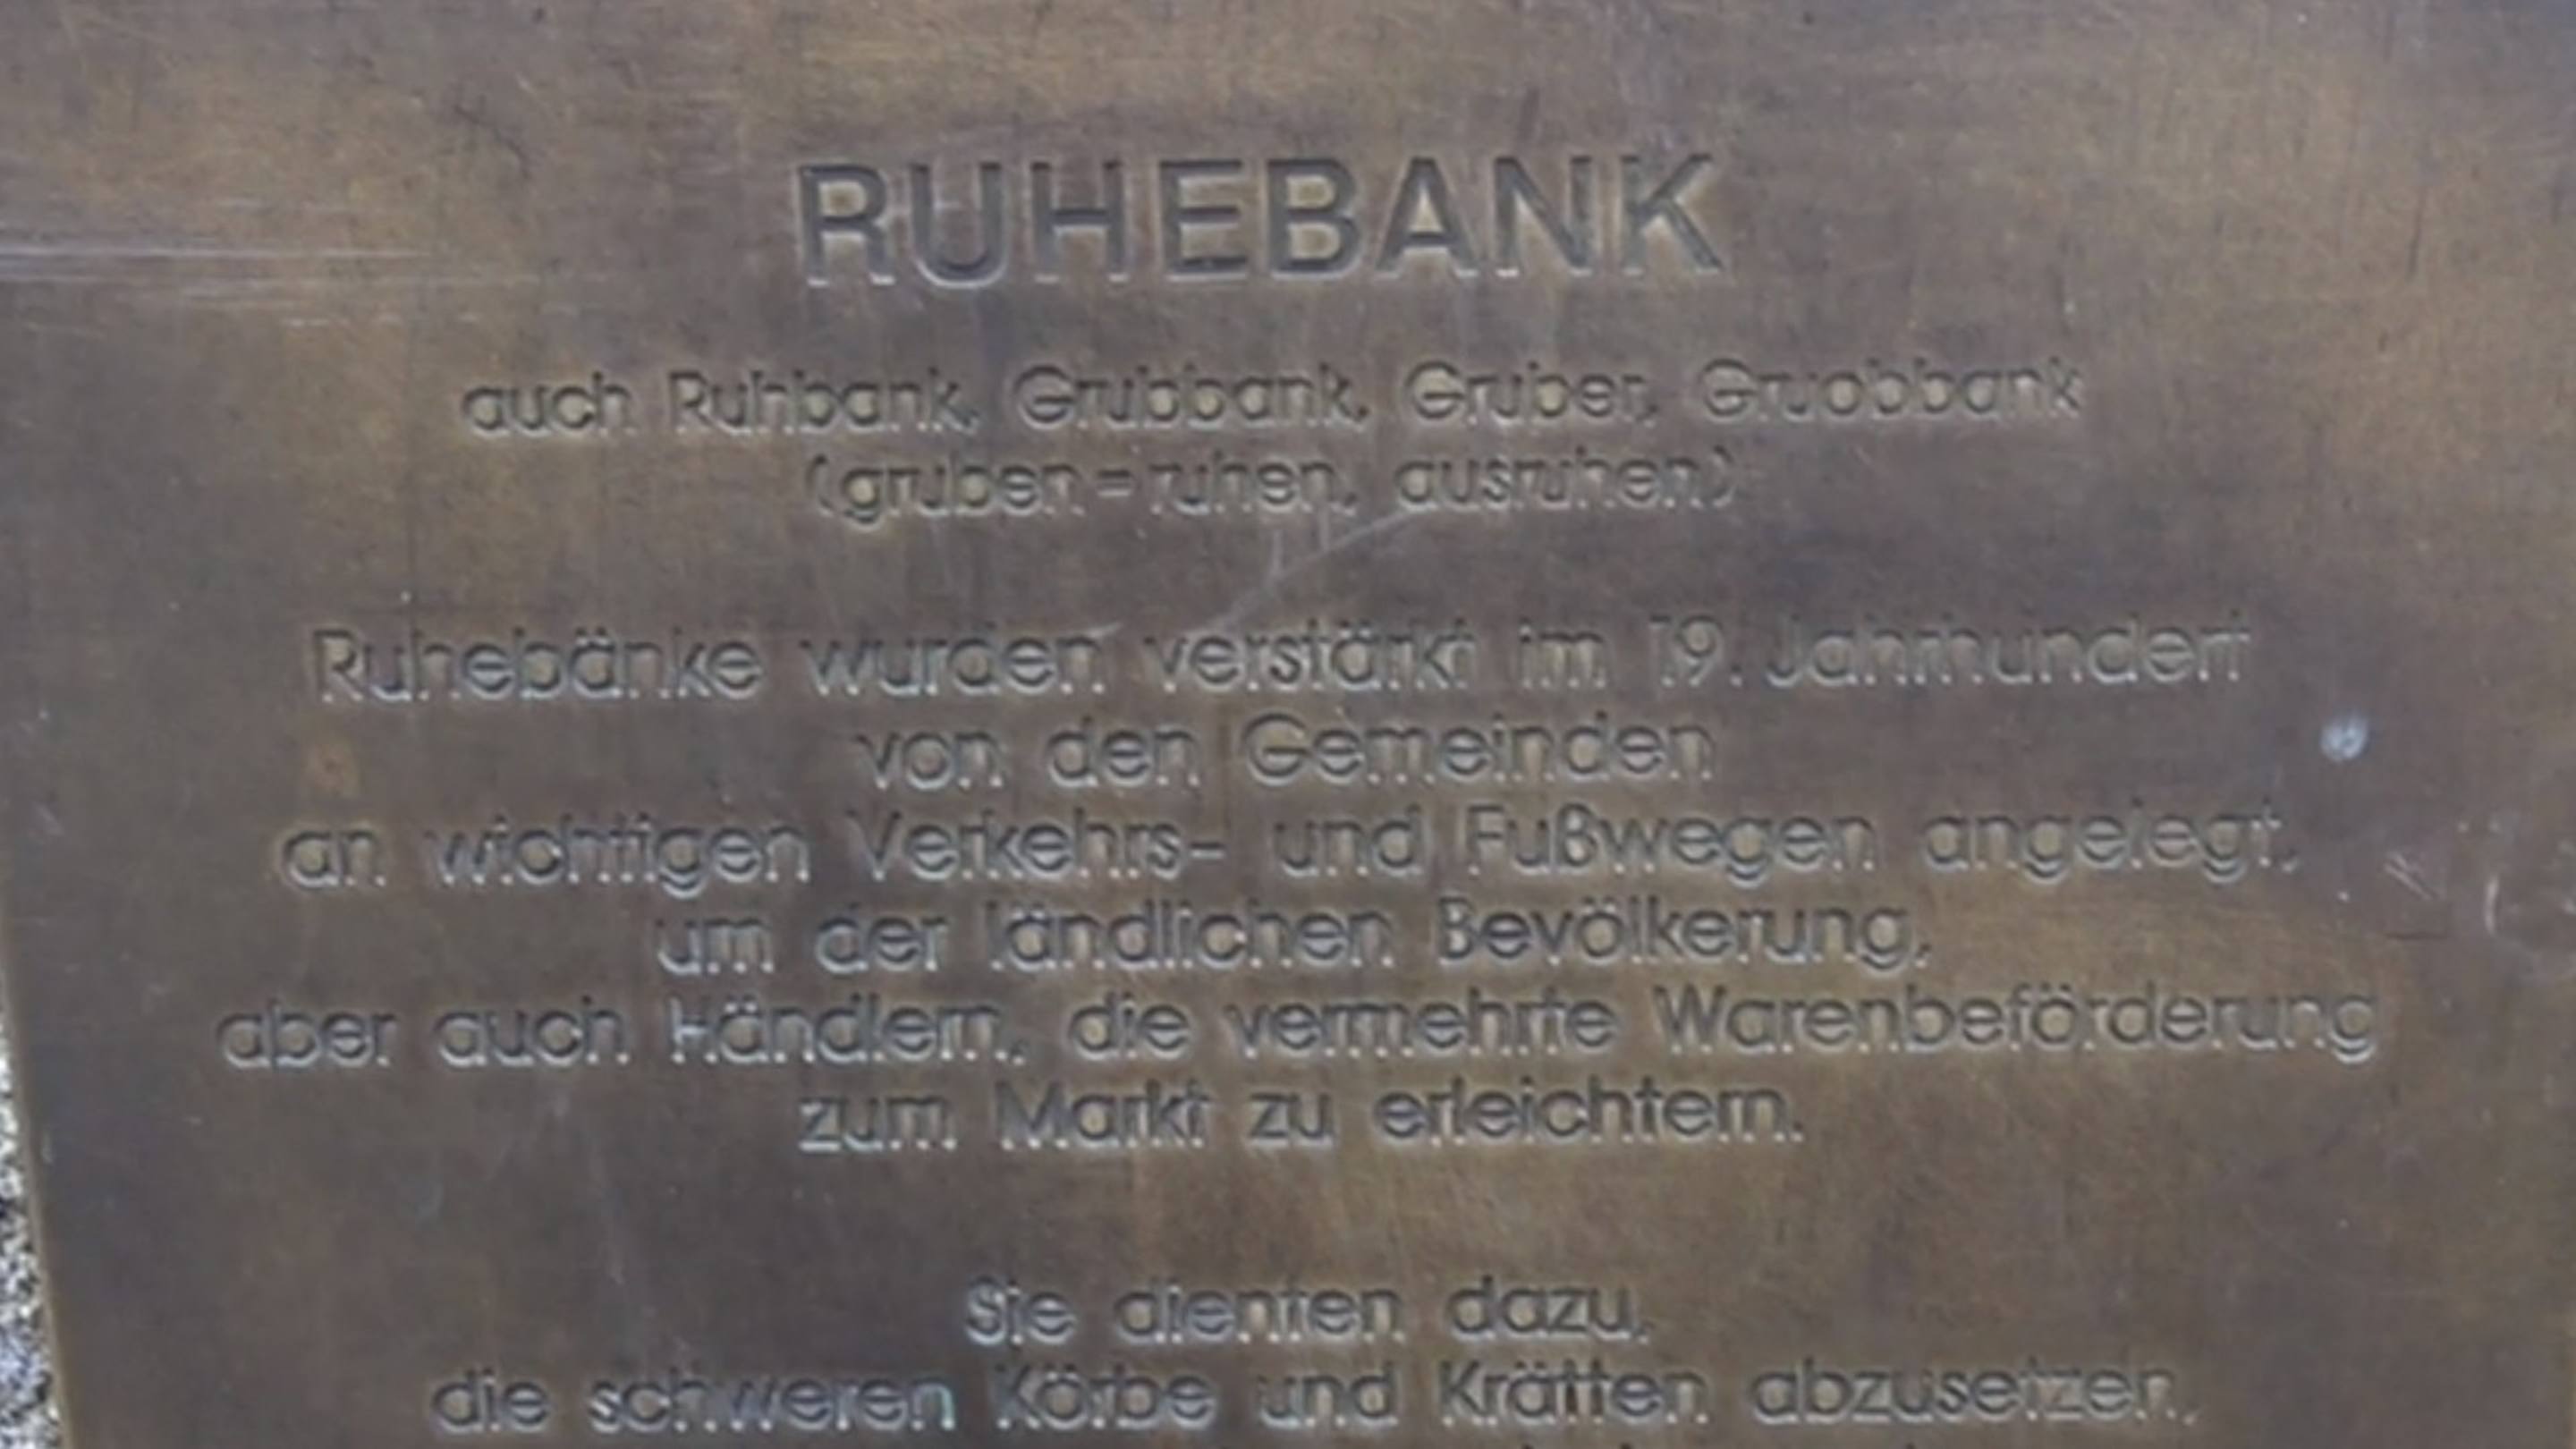 RUHEBANK
auch Ruhbank, Grubbank, Gruber, Gruobbank
(gruben = ruhen, ausruhen)
Ruhebänke wurden verstärkt im 19. Jahrhundert
von den Gemeinden
an wichtigen Verkehrs- und Fußwegen angelegt,
um der ländlichen Bevölkerung,
aber auch Händlern, die vermehrte Warenbeförderung
zum Markt zu erleichtern.
Sie dienten dazu,
die schweren Körbe und Krätten abzusetzen,